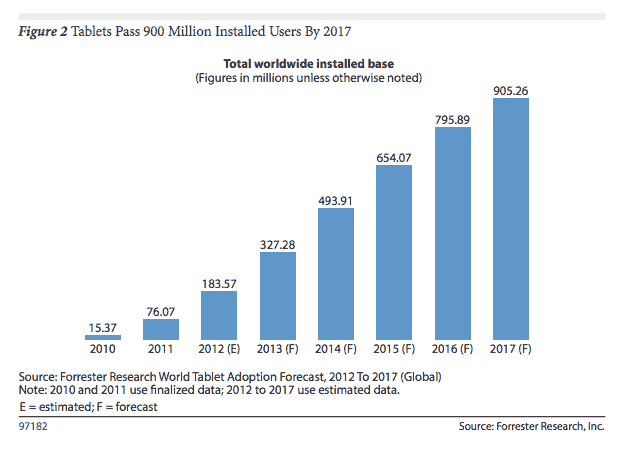 Figure 2 Tablets Pass 900 Million Installed Users By 2017
Total worldwide installed base
(Figures in millions unless otherwise noted)
905.26
795.89
654.07
493.91
327.28
183.57
76.07
15.37
2010 2011 2012 (E) 2013 (F) 2014 (F) 2015 (F) 2016 (F) 2017 (F)
Source: Forrester Research World Tablet Adoption Forecast, 2012 To 2017 (Global)
Note: 2010 and 2011 use finalized data; 2012 to 2017 use estimated data.
E = estimated; F = forecast
97182 Source: Forrester Research, Inc.